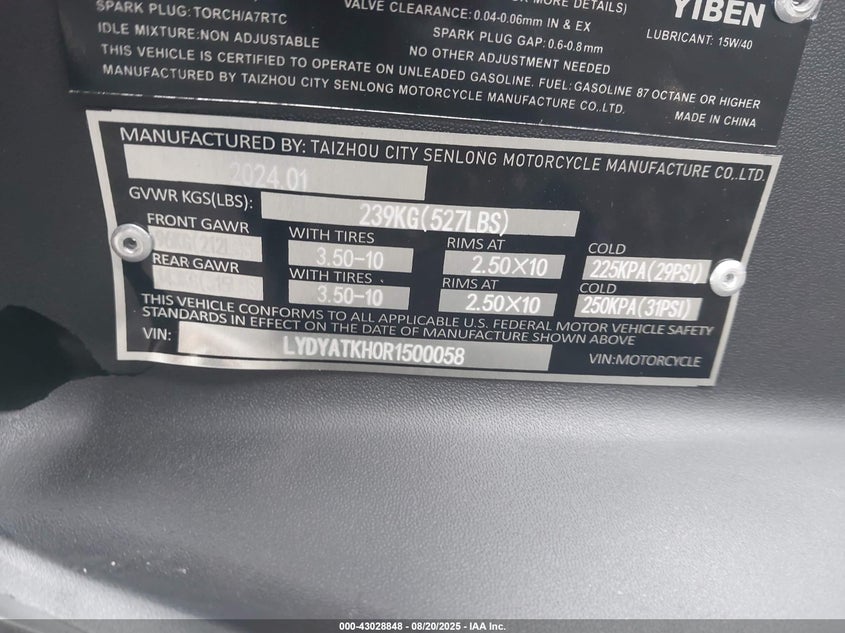 OR MORE DETAILS)
VALVE CLEARANCE: 0.04-0.06mm IN & EX
YIBEN
SPARK PLUG: TORCH/A7RTC
SPARK PLUG GAP: 0.6-0.8mm
LUBRICANT: 15W/40
IDLE MIXTURE: NON ADJUSTABLE
NO OTHER ADJUSTMENT NEEDED
THIS VEHICLE IS CERTIFIED TO OPERATE ON UNLEADED GASOLINE. FUEL: GASOLINE 87 OCTANE OR HIGHER
MANUFACTURED BY TAIZHOU CITY SENLONG MOTORCYCLE MANUFACTURE CO.,LTD.
MADE IN CHINA
MANUFACTURED BY: TAIZHOU CITY SENLONG MOTORCYCLE MANUFACTURE CO,.LTD.
2024.01
GVWR KGS(LBS): 239KG(527LBS)
FRONT GAWR WITH TIRES RIMS AT COLD
3.50-10 2.50×10 225KPA(29PSI)
REAR GAWR WITH TIRES RIMS AT COLD
3.50-10 2.50×10 250KPA(31PSI)
THIS VEHICLE CONFORMS TO ALL APPLICABLE U.S. FEDERAL MOTOR VEHICLE SAFETY
STANDARDS IN EFFECT ON THE DATE OF MANUFACTURE SHOWN ABOVE
VIN: LYDYATKH0R1500058 VIN:MOTORCYCLE
000-43028848 - 08/20/2025 - IAA Inc.